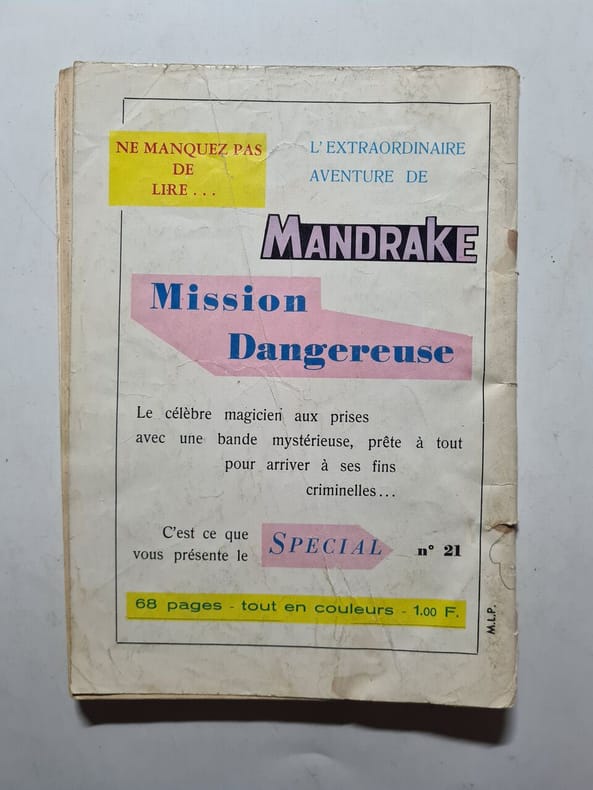 NE MANQUEZ PAS
DE
LIRE...
L'EXTRAORDINAIRE
AVENTURE DE
MANDRAKE
Mission
Dangereuse
Le célèbre magicien aux prises
avec une bande mystérieuse, prête à tout
pour arriver à ses fins
criminelles...
C'est ce que
vous présente le
SPECIAL
n° 21
68 pages - tout en couleurs - 1.00 F.
M.L.P.